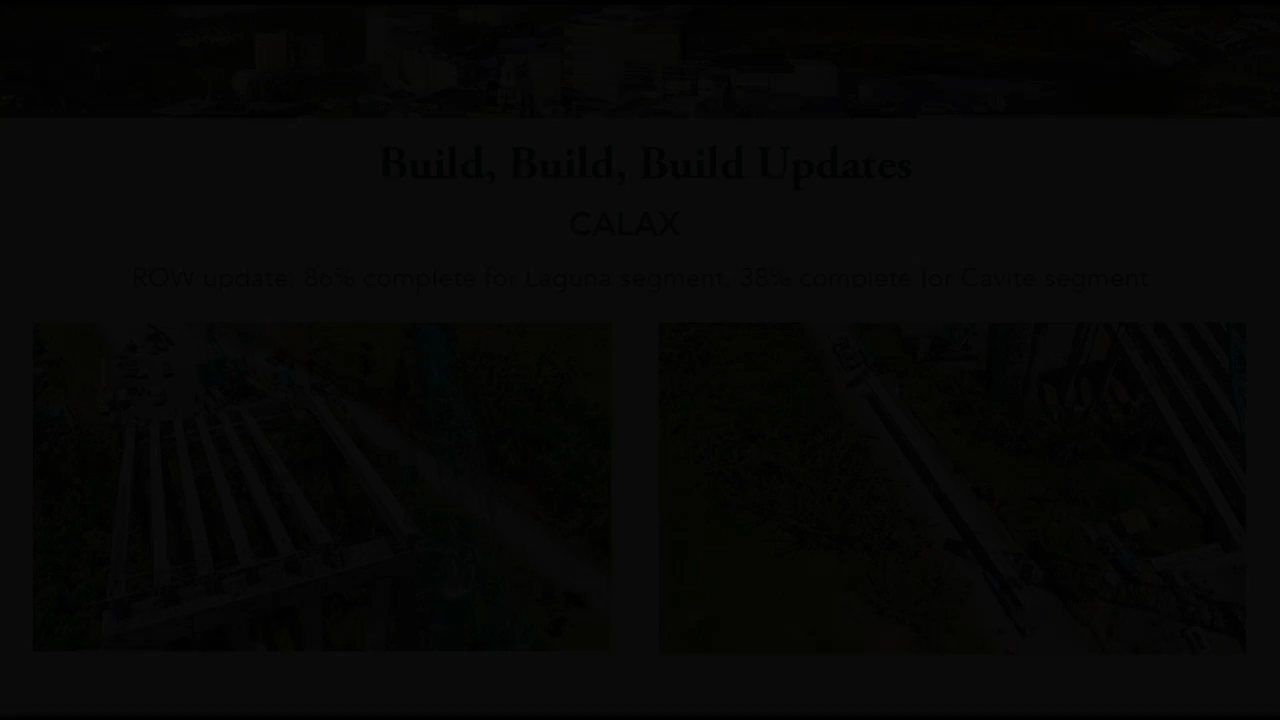 Build, Build, Build Updates
CALAX
ROW update: 86% complete for Laguna segment, 38% complete for Cavite segment